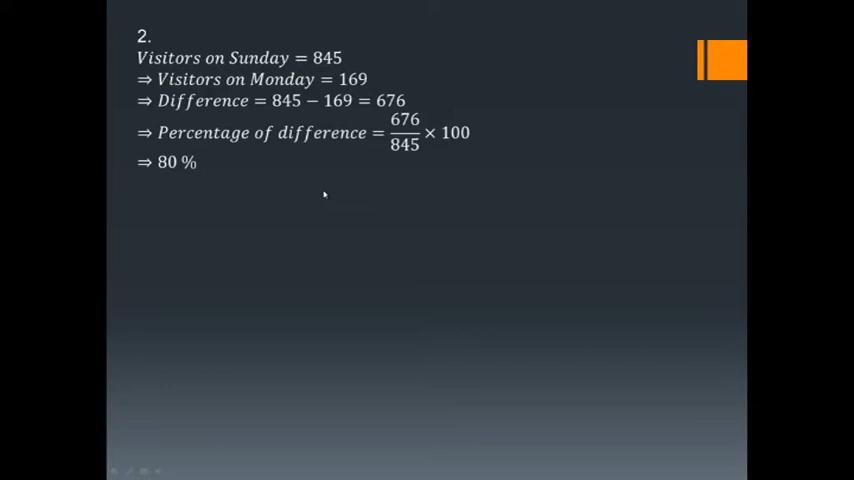 2.
Visitors on Sunday = 845
⇒ Visitors on Monday = 169
⇒ Difference = 845 − 169 = 676
⇒ Percentage of difference = 676/845 × 100
⇒ 80 %